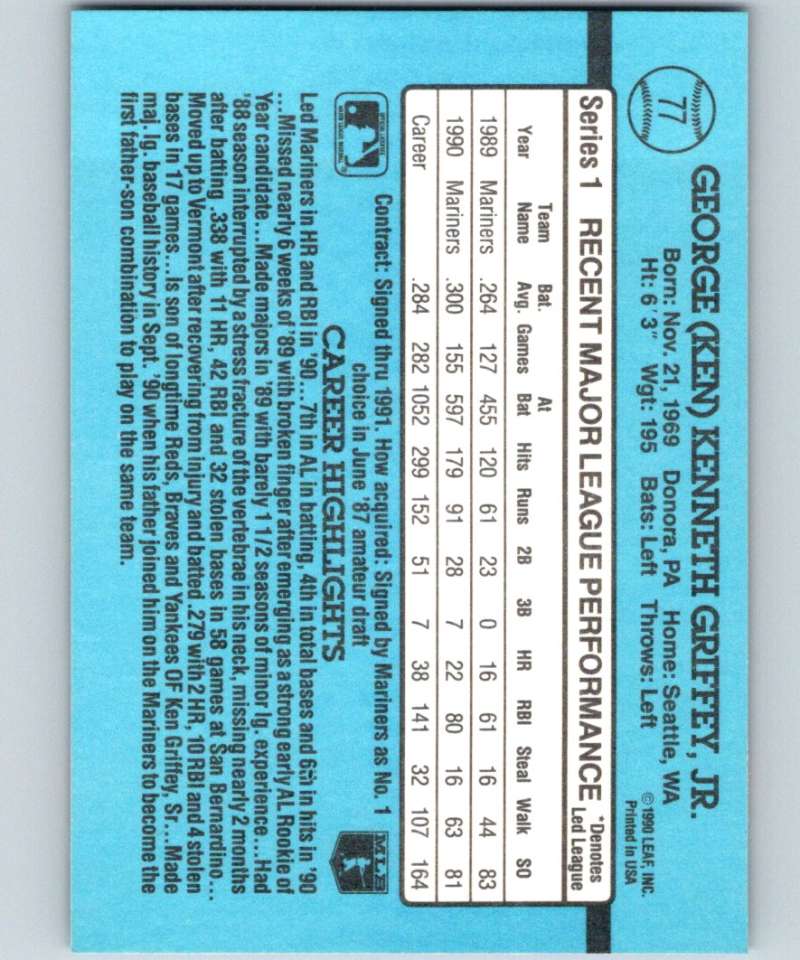 77
GEORGE (KEN) KENNETH GRIFFEY, JR.
Born: Nov. 21, 1969 Donora, PA Home: Seattle, WA
Ht: 6'3" Wgt: 195 Bats: Left Throws: Left
© 1990 LEAF, INC.
Printed in USA
Series 1 RECENT MAJOR LEAGUE PERFORMANCE
*Denotes
Led League
Year Team Name Bat. Avg. Games At Bat Hits Runs 2B 3B HR RBI Steal Walk SO
1989 Mariners .264 127 455 120 61 23 0 16 61 16 44 83
1990 Mariners .300 155 597 179 91 28 7 22 80 16 63 81
Career .284 282 1052 299 152 51 7 38 141 32 107 164
Contract: Signed thru 1991. How acquired: Signed by Mariners as No. 1
choice in June '87 amateur draft
MLB
CAREER HIGHLIGHTS
Led Mariners in HR and RBI in '90...7th in AL in batting, 4th in total bases and 6th in hits in '90
...Missed nearly 6 weeks of '89 with broken finger after emerging as a strong early AL Rookie of
Year candidate...Made majors in '89 with barely 1 1/2 seasons of minor lg. experience...Had
'88 season interrupted by a stress fracture of the vertebrae in his neck, missing nearly 2 months
after batting .338 with 11 HR, 42 RBI and 32 stolen bases in 58 games at San Bernardino...
Moved up to Vermont after recovering from injury and batted .279 with 2 HR, 10 RBI and 4 stolen
bases in 17 games...Is son of longtime Reds, Braves and Yankees OF Ken Griffey, Sr...Made
maj. lg. baseball history in Sept. '90 when his father joined him on the Mariners to become the
first father-son combination to play on the same team.